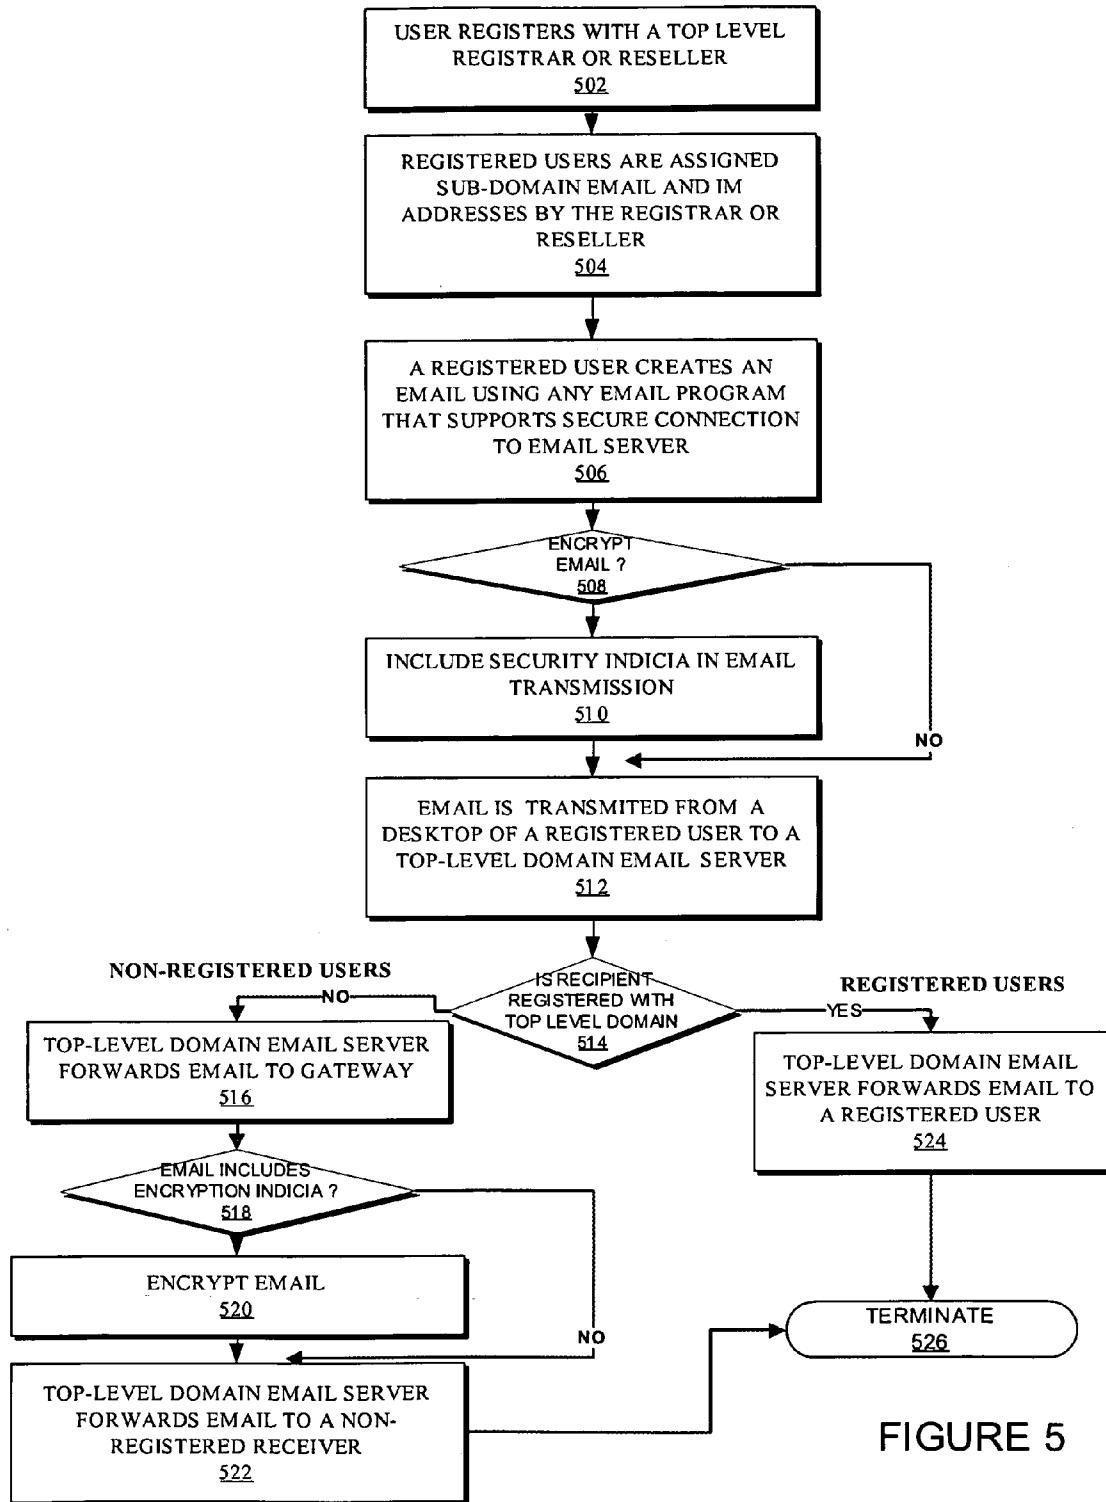 USER REGISTERS WITH A TOP LEVEL
REGISTRAR OR RESELLER
502
REGISTERED USERS ARE ASSIGNED
SUB-DOMAIN EMAIL AND IM
ADDRESSES BY THE REGISTRAR OR
RESELLER
504
A REGISTERED USER CREATES AN
EMAIL USING ANY EMAIL PROGRAM
THAT SUPPORTS SECURE CONNECTION
TO EMAIL SERVER
506
ENCRYPT
EMAIL ?
508
INCLUDE SECURITY INDICIA IN EMAIL
TRANSMISSION
510
NO
EMAIL IS TRANSMITED FROM A
DESKTOP OF A REGISTERED USER TO A
TOP-LEVEL DOMAIN EMAIL SERVER
512
NON-REGISTERED USERS
IS RECIPIENT
REGISTERED WITH
TOP LEVEL DOMAIN
514
REGISTERED USERS
NO
YES
TOP-LEVEL DOMAIN EMAIL SERVER
FORWARDS EMAIL TO GATEWAY
516
TOP-LEVEL DOMAIN EMAIL
SERVER FORWARDS EMAIL TO
A REGISTERED USER
524
EMAIL INCLUDES
ENCRYPTION INDICIA ?
518
ENCRYPT EMAIL
520
NO
TERMINATE
526
TOP-LEVEL DOMAIN EMAIL SERVER
FORWARDS EMAIL TO A NON-
REGISTERED RECEIVER
522
FIGURE 5